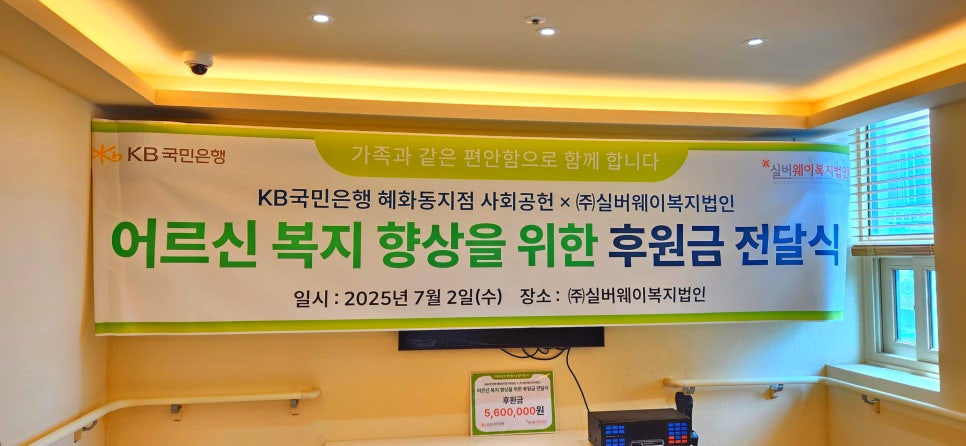 가족과 같은 편안함으로 함께 합니다
KB 국민은행
실버웨이복지법인
KB국민은행 혜화동지점 사회공헌 × ㈜실버웨이복지법인
어르신 복지 향상을 위한 후원금 전달식
일시 : 2025년 7월 2일(수) 장소 : ㈜실버웨이복지법인
어르신 복지 향상을 위한 후원금 전달식
후원금
5,600,000원